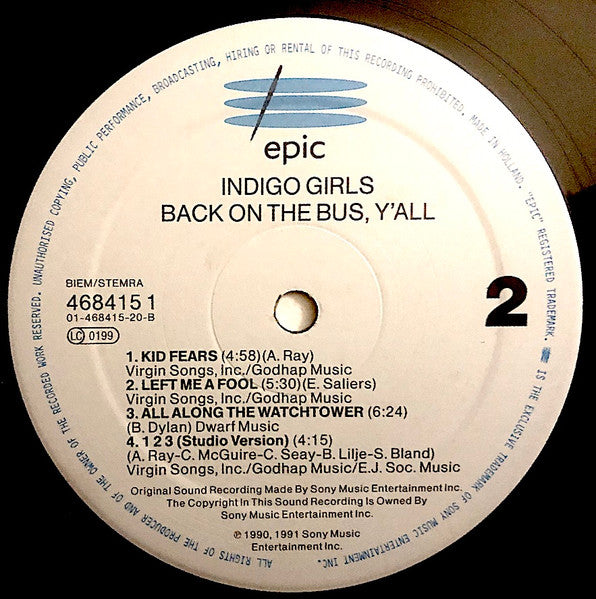 epic
INDIGO GIRLS
BACK ON THE BUS, Y'ALL
BIEM/STEMRA
468415 1
01-468415-20-B
LC 0199
2
1. KID FEARS (4:58)(A. Ray)
Virgin Songs, Inc./Godhap Music
2. LEFT ME A FOOL (5:30)(E. Saliers)
Virgin Songs, Inc./Godhap Music
3. ALL ALONG THE WATCHTOWER (6:24)
(B. Dylan) Dwarf Music
4. 1 2 3 (Studio Version) (4:15)
(A. Ray-C. McGuire-C. Seay-B. Lilje-S. Bland)
Virgin Songs, Inc./Godhap Music/E.J. Soc. Music
Original Sound Recording Made By Sony Music Entertainment Inc.
The Copyright In This Sound Recording Is Owned By
Sony Music Entertainment Inc.
℗ 1990, 1991 Sony Music
Entertainment Inc.
ALL RIGHTS OF THE PRODUCER AND OF THE OWNER OF THE RECORDED WORK RESERVED. UNAUTHORISED COPYING, PUBLIC PERFORMANCE, BROADCASTING, HIRING OR RENTAL OF THIS RECORDING PROHIBITED. MADE IN HOLLAND. "EPIC" REGISTERED TRADEMARK. IS THE EXCLUSIVE TRADEMARK OF SONY MUSIC ENTERTAINMENT INC.